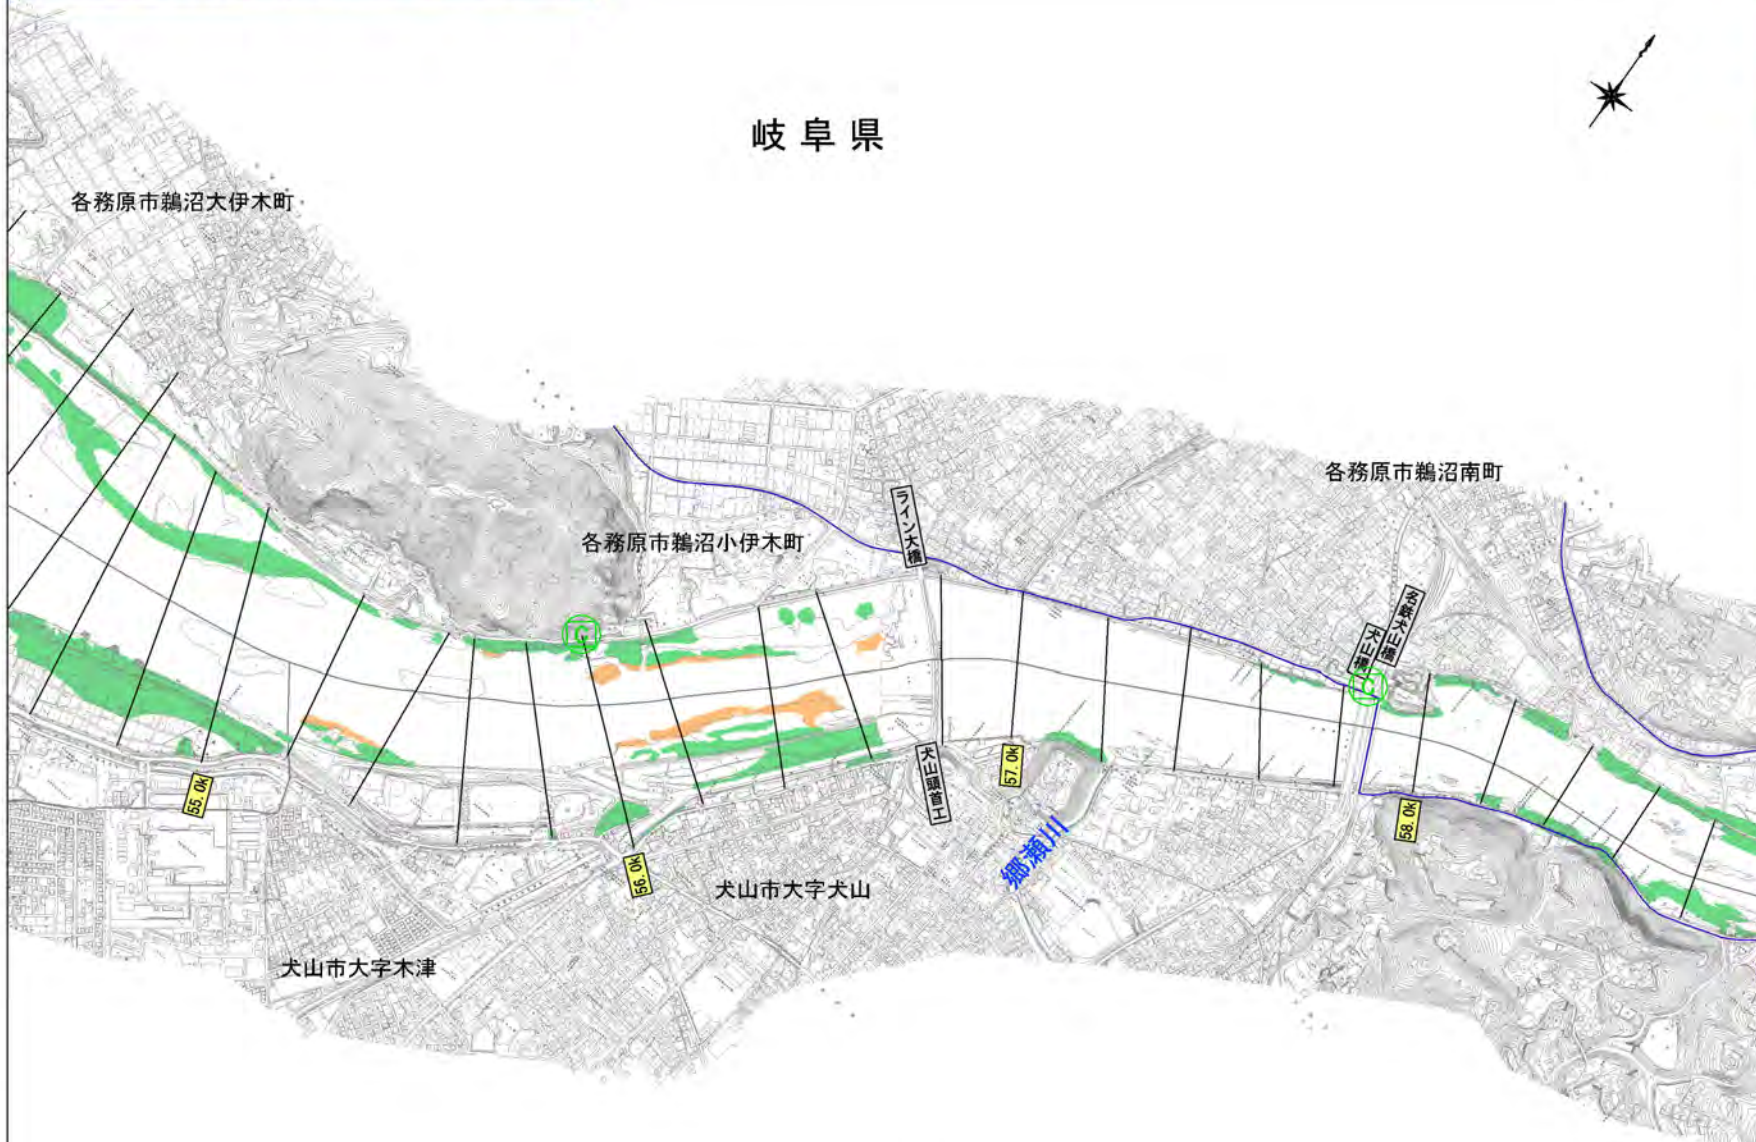 岐阜県
各務原市鵜沼大伊木町
各務原市鵜沼南町
ライン大橋
各務原市鵜沼小伊木町
名鉄犬山橋
犬山橋
C
C
犬山頭首工
57.0k
55.0k
58.0k
郷瀬川
56.0k
犬山市大字犬山
犬山市大字木津